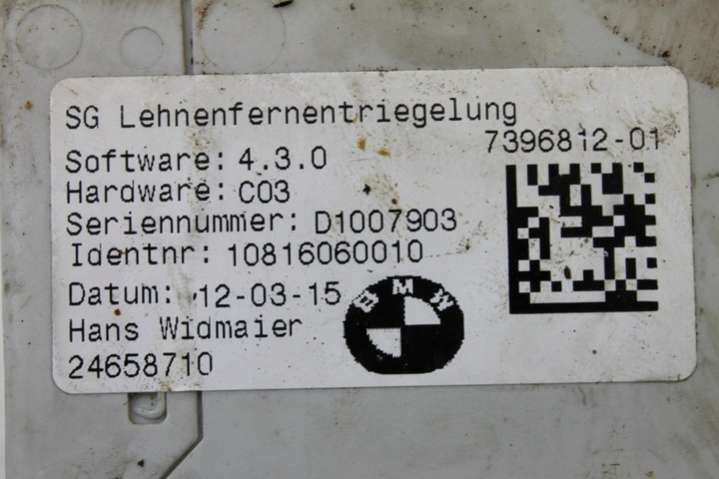 SG Lehnenfernentriegelung
7396812-01
Software: 4.3.0
Hardware: C03
Seriennummer: D1007903
Identnr: 10816060010
Datum: 12-03-15
Hans Widmaier
24658710
BMW